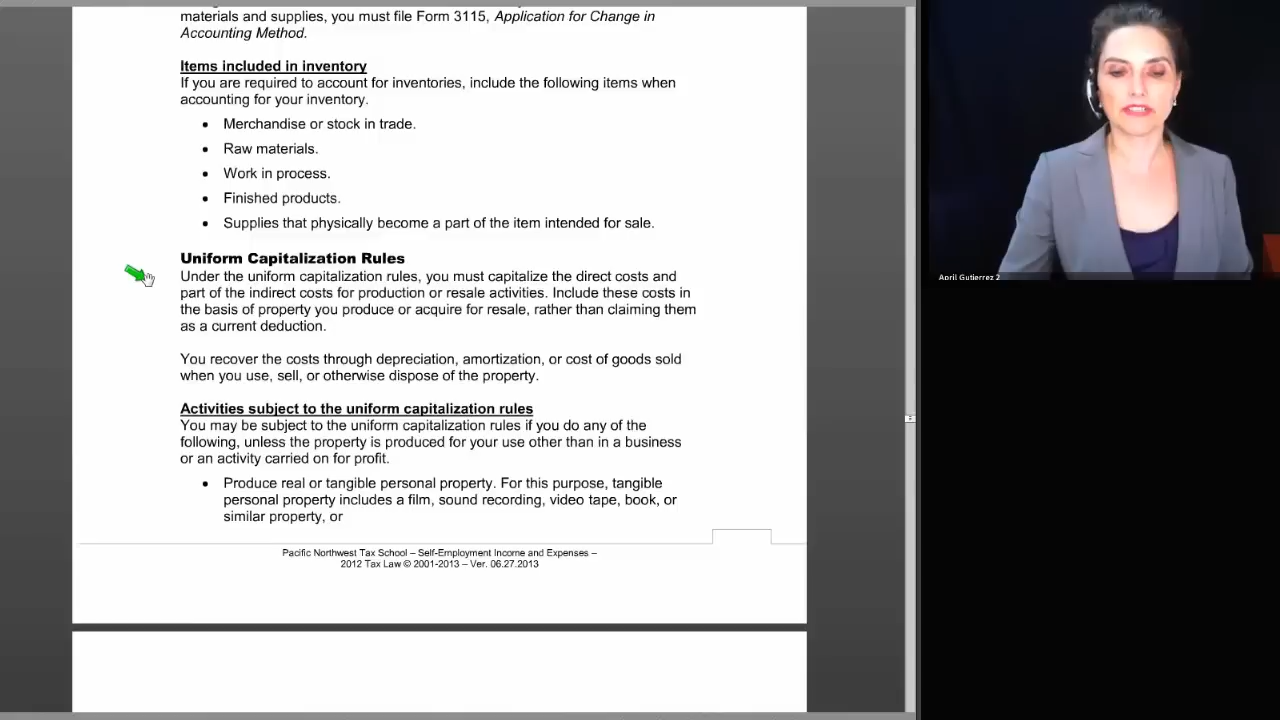 materials and supplies, you must file Form 3115, Application for Change in
Accounting Method.
Items included in inventory
If you are required to account for inventories, include the following items when
accounting for your inventory.
• Merchandise or stock in trade.
• Raw materials.
• Work in process.
• Finished products.
• Supplies that physically become a part of the item intended for sale.
Uniform Capitalization Rules
Under the uniform capitalization rules, you must capitalize the direct costs and
part of the indirect costs for production or resale activities. Include these costs in
the basis of property you produce or acquire for resale, rather than claiming them
as a current deduction.
You recover the costs through depreciation, amortization, or cost of goods sold
when you use, sell, or otherwise dispose of the property.
Activities subject to the uniform capitalization rules
You may be subject to the uniform capitalization rules if you do any of the
following, unless the property is produced for your use other than in a business
or an activity carried on for profit.
• Produce real or tangible personal property. For this purpose, tangible
personal property includes a film, sound recording, video tape, book, or
similar property, or
Pacific Northwest Tax School – Self-Employment Income and Expenses –
2012 Tax Law © 2001-2013 – Ver. 06.27.2013
April Gutierrez 2